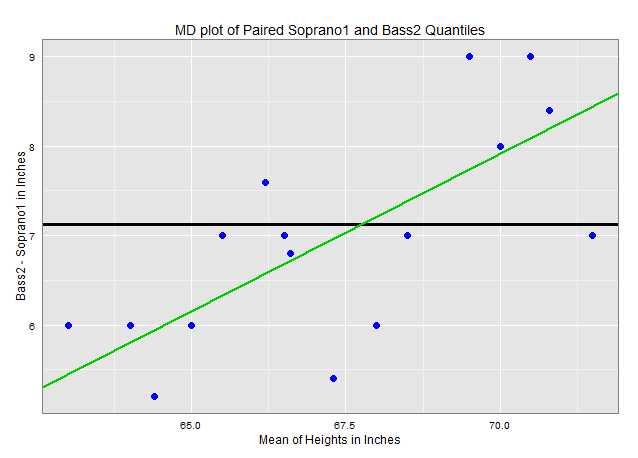 MD plot of Paired Soprano1 and Bass2 Quantiles
9
8
7
6
Bass2 - Soprano1 in Inches
65.0 67.5 70.0
Mean of Heights in Inches